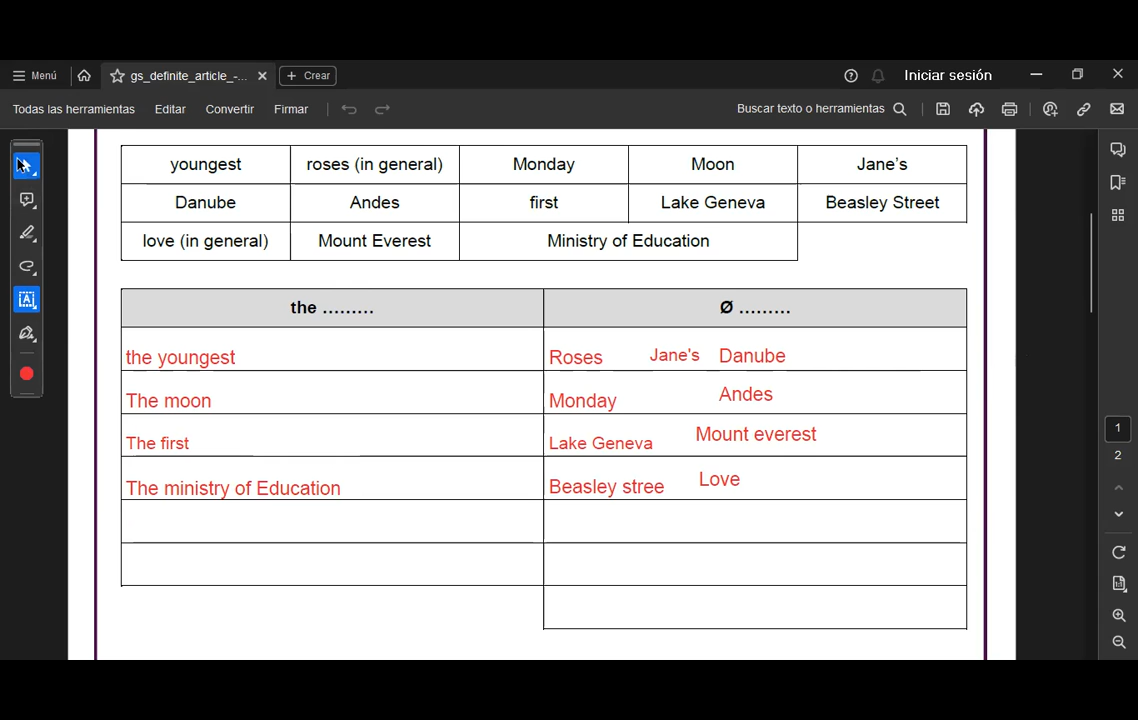 Menú
gs_definite_article_-...
Crear
Iniciar sesión
Todas las herramientas Editar Convertir Firmar
Buscar texto o herramientas
youngest roses (in general) Monday Moon Jane's
Danube Andes first Lake Geneva Beasley Street
love (in general) Mount Everest Ministry of Education
the ......... Ø .........
the youngest Roses Jane's Danube
The moon Monday Andes
The first Lake Geneva Mount everest
The ministry of Education Beasley stree Love
1
2